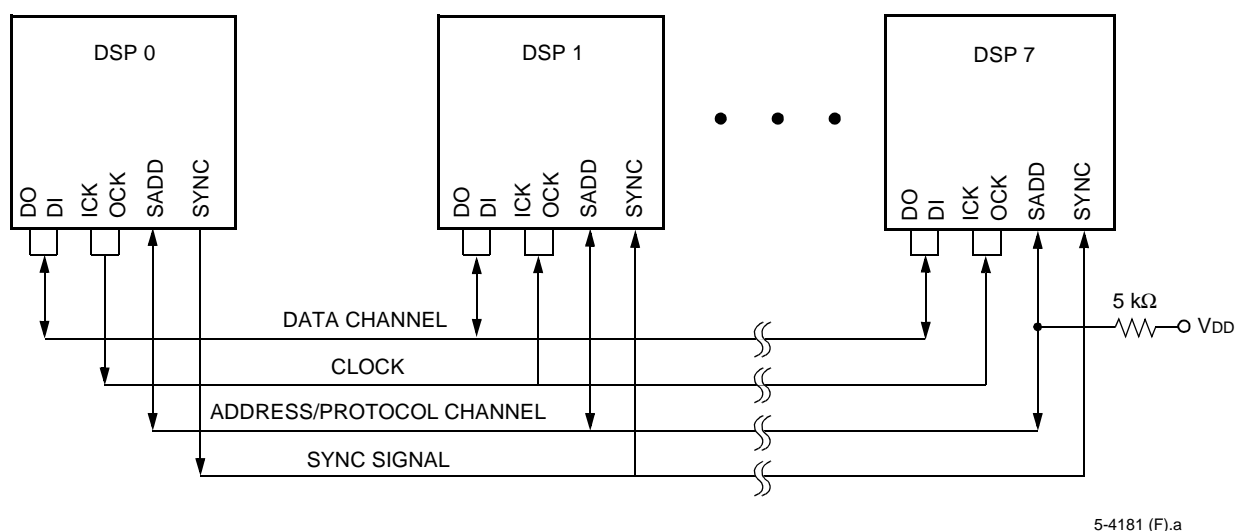 DSP 0
DSP 1
DSP 7
DO
DI
ICK
OCK
SADD
SYNC
DO
DI
ICK
OCK
SADD
SYNC
DO
DI
ICK
OCK
SADD
SYNC
5 kΩ
VDD
DATA CHANNEL
CLOCK
ADDRESS/PROTOCOL CHANNEL
SYNC SIGNAL
5-4181 (F).a